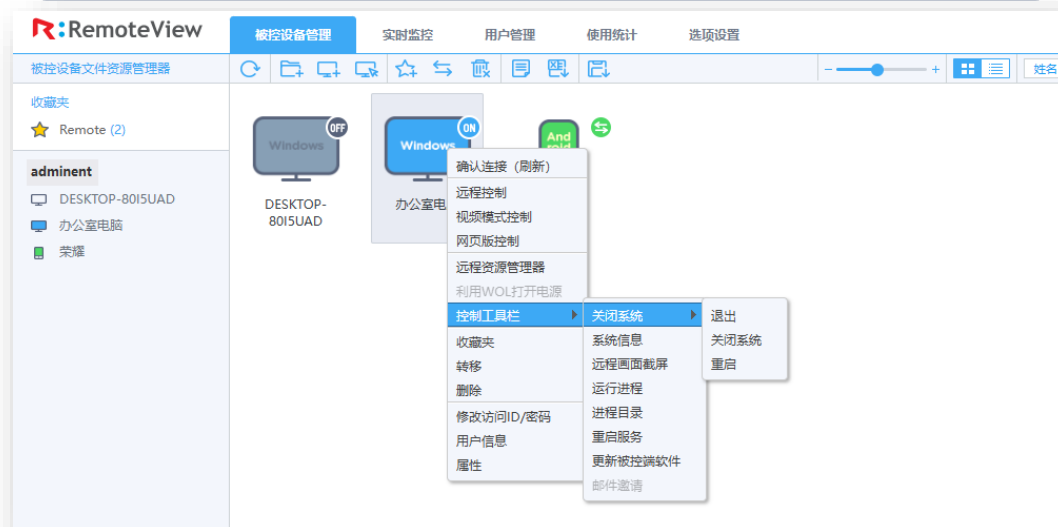 RemoteView
被控设备管理
实时监控
用户管理
使用统计
选项设置
被控设备文件资源管理器
姓名
收藏夹
Remote (2)
adminent
DESKTOP-80I5UAD
办公室电脑
荣耀
Windows
OFF
DESKTOP-
80I5UAD
Windows
ON
办公室电
And
roid
确认连接（刷新）
远程控制
视频模式控制
网页版控制
远程资源管理器
利用WOL打开电源
控制工具栏
收藏夹
转移
删除
修改访问ID/密码
用户信息
属性
关闭系统
系统信息
远程画面截屏
运行进程
进程目录
重启服务
更新被控端软件
邮件邀请
退出
关闭系统
重启